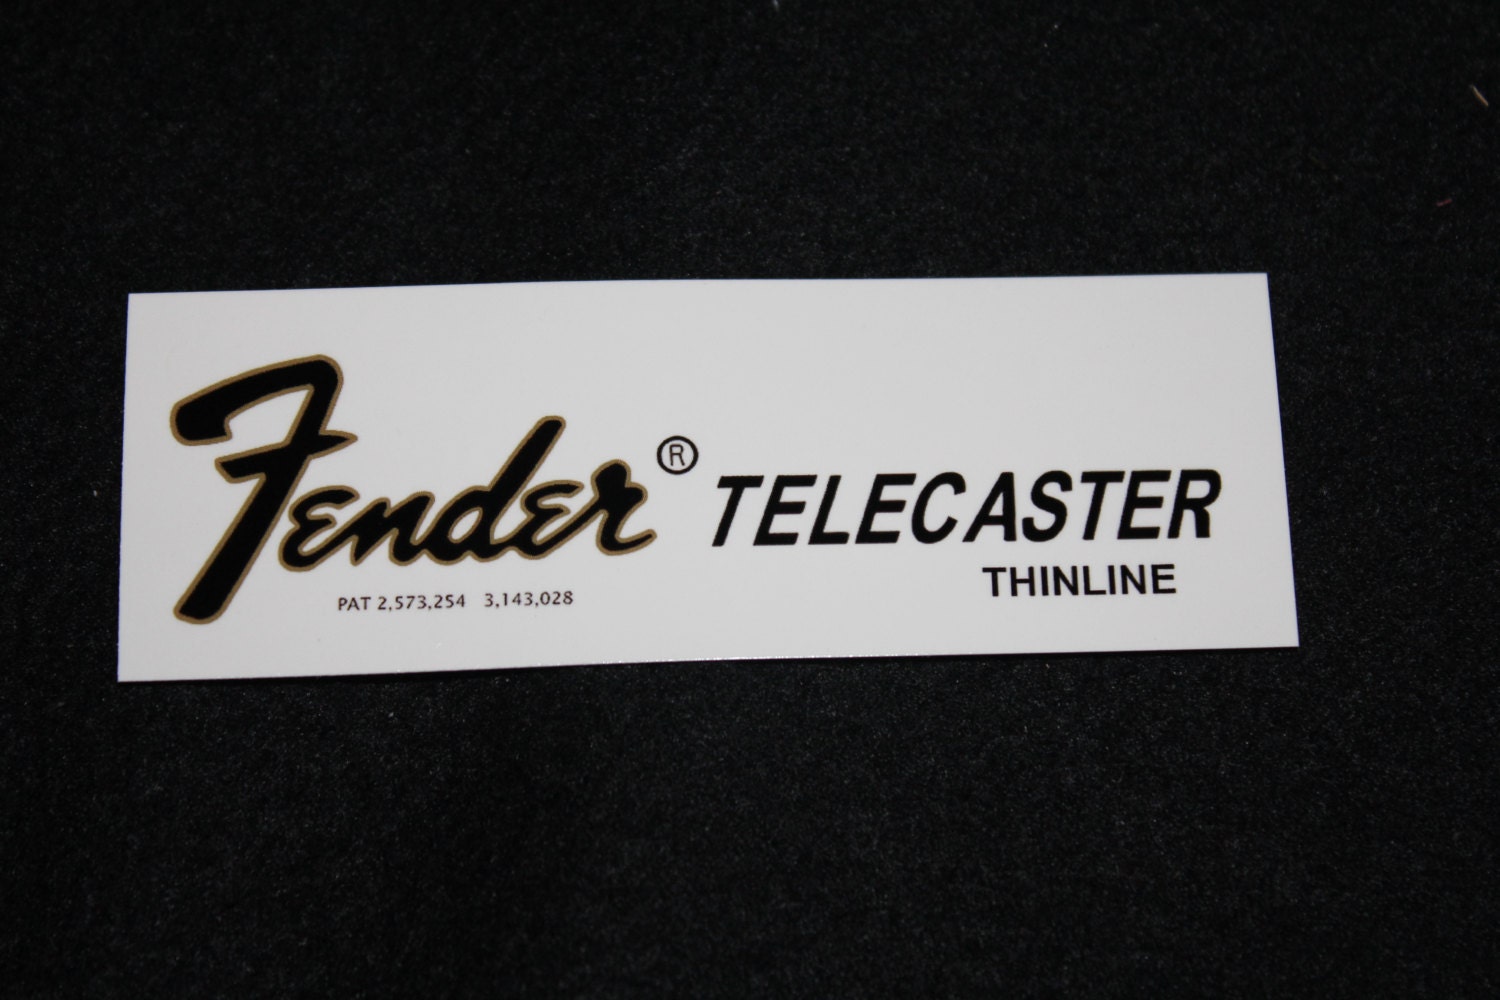 Fender® TELECASTER
THINLINE
PAT 2,573,254 3,143,028